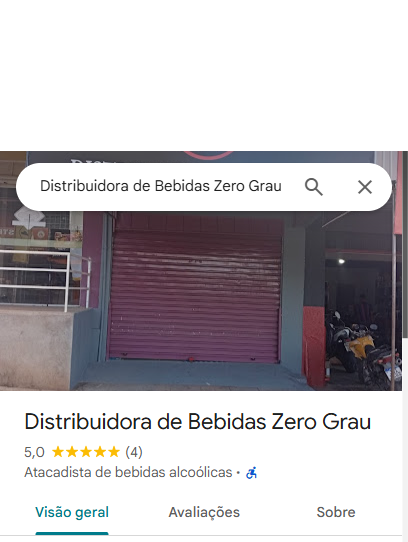 Distribuidora de Bebidas Zero Grau
Distribuidora de Bebidas Zero Grau
5,0 (4)
Atacadista de bebidas alcoólicas ·
Visão geral
Avaliações
Sobre